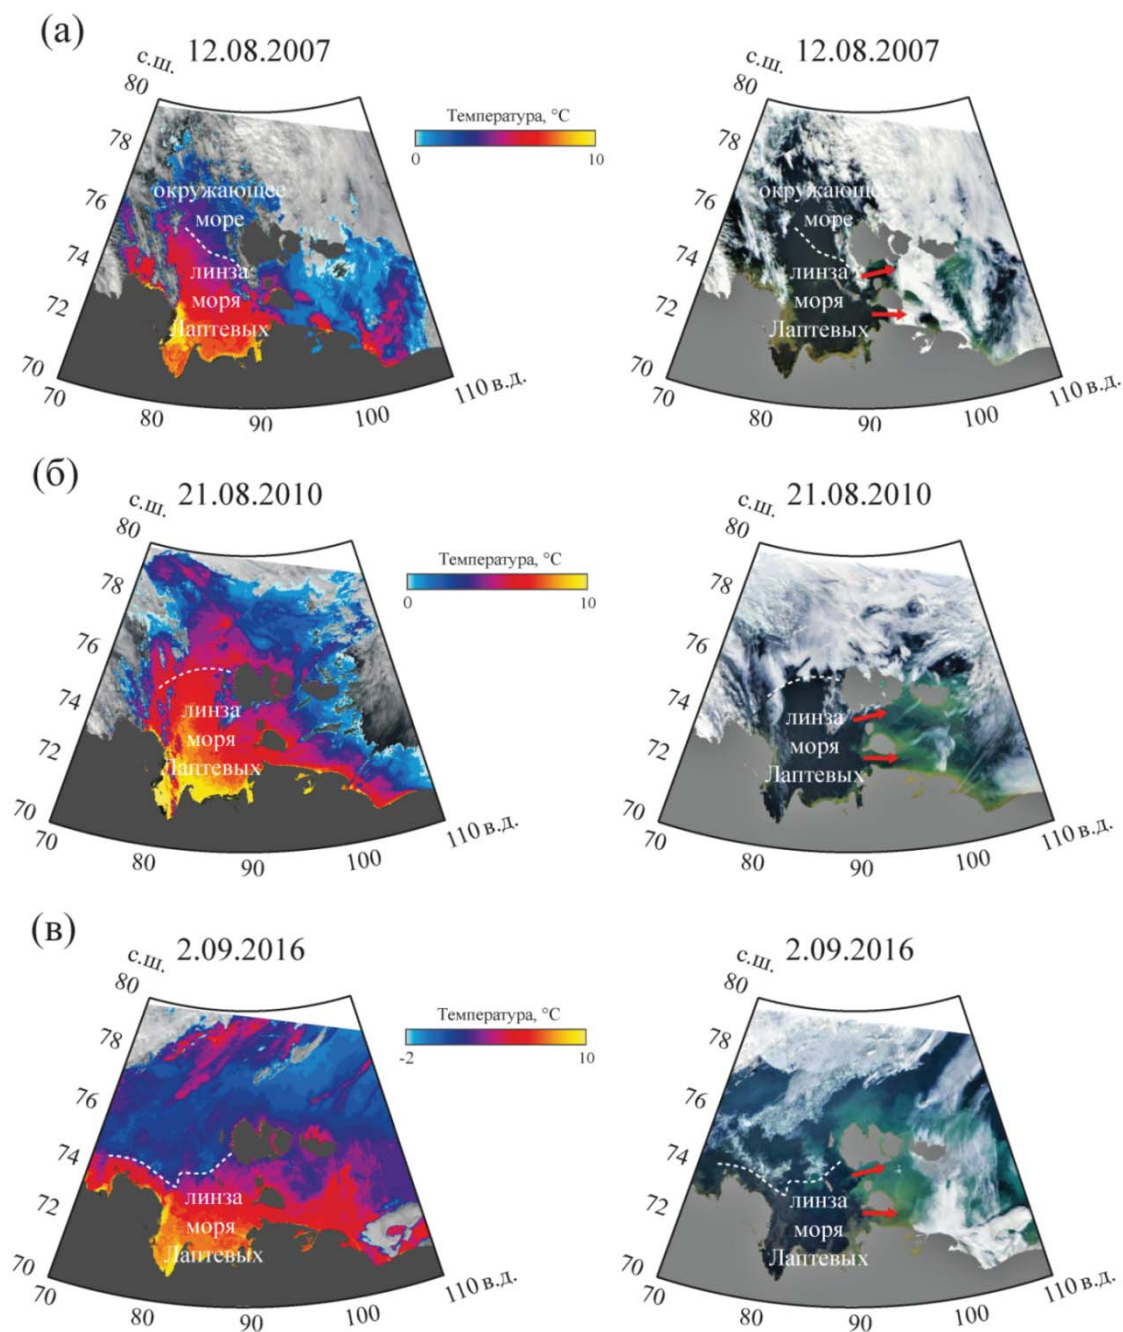 (а)
12.08.2007
12.08.2007
с.ш.
80
78
76
74
72
70
70
80
90
100
110 в.д.
Температура, °C
0
10
окружающее
море
линза
моря
Лаптевых
с.ш.
80
78
76
74
72
70
70
80
90
100
110 в.д.
окружающее
море
линза
моря
Лаптевых
(б)
21.08.2010
21.08.2010
с.ш.
80
78
76
74
72
70
70
80
90
100
110 в.д.
Температура, °C
0
10
линза
моря
Лаптевых
с.ш.
80
78
76
74
72
70
70
80
90
100
110 в.д.
линза
моря
Лаптевых
(в)
2.09.2016
2.09.2016
с.ш.
80
78
76
74
72
70
70
80
90
100
110 в.д.
Температура, °C
-2
10
линза
моря
Лаптевых
с.ш.
80
78
76
74
72
70
70
80
90
100
110 в.д.
линза
моря
Лаптевых